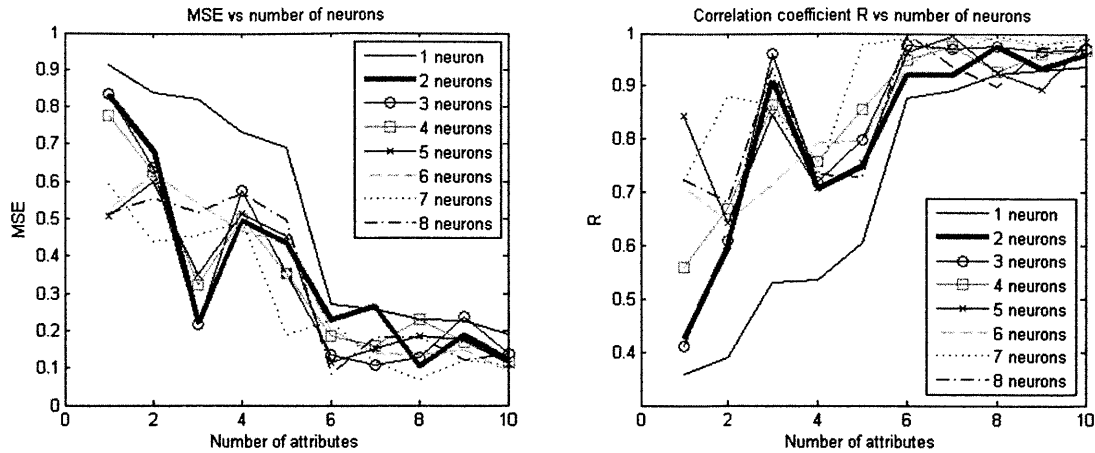 MSE vs number of neurons
1
0.9
0.8
0.7
0.6
0.5
0.4
0.3
0.2
0.1
0
MSE
0
2
4
6
8
10
Number of attributes
1 neuron
2 neurons
3 neurons
4 neurons
5 neurons
6 neurons
7 neurons
8 neurons
Correlation coefficient R vs number of neurons
1
0.9
0.8
0.7
0.6
0.5
0.4
R
0
2
4
6
8
10
Number of attributes
1 neuron
2 neurons
3 neurons
4 neurons
5 neurons
6 neurons
7 neurons
8 neurons